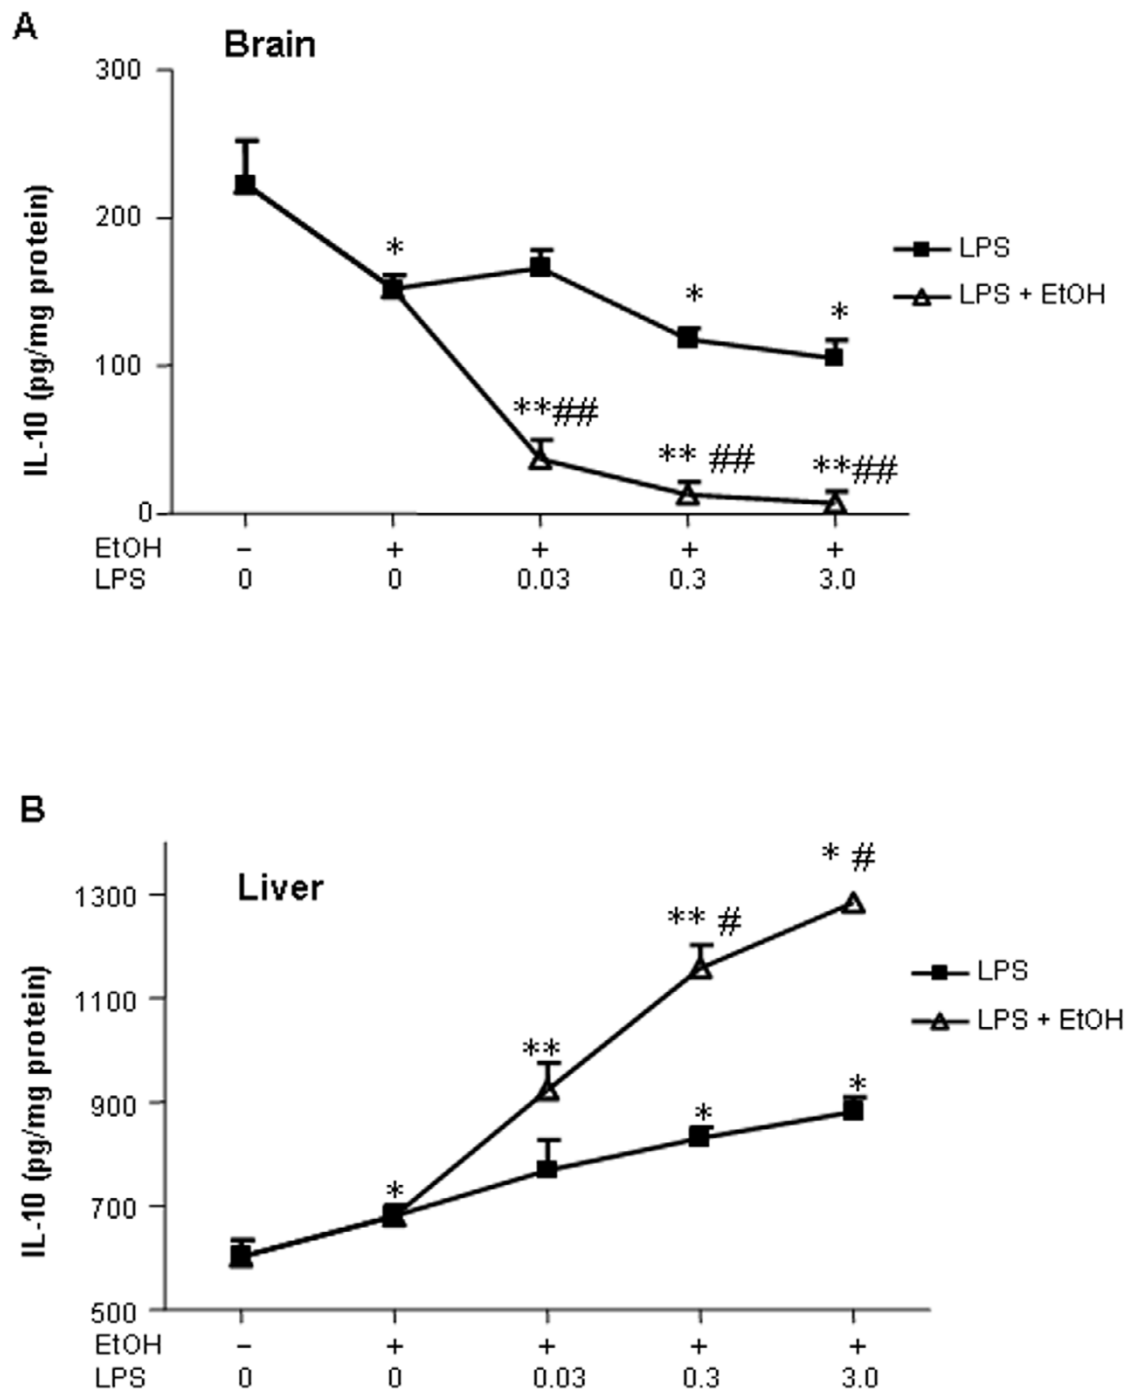 A
Brain
300
200
100
0
IL-10 (pg/mg protein)
*
*
*
**##
** ##
**##
LPS
LPS + EtOH
EtOH – + + + +
LPS 0 0 0.03 0.3 3.0
B
Liver
1300
1100
900
700
500
IL-10 (pg/mg protein)
* #
** #
**
*
*
*
LPS
LPS + EtOH
EtOH – + + + +
LPS 0 0 0.03 0.3 3.0